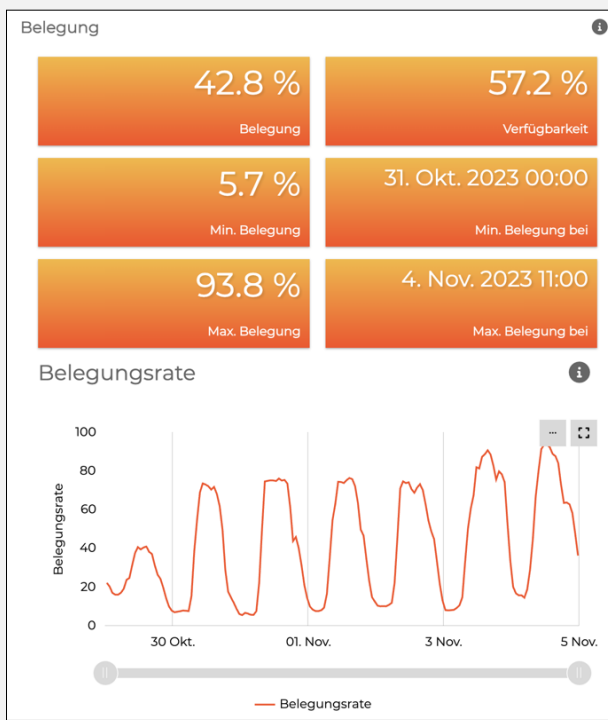 Belegung
42.8 %
Belegung
57.2 %
Verfügbarkeit
5.7 %
Min. Belegung
31. Okt. 2023 00:00
Min. Belegung bei
93.8 %
Max. Belegung
4. Nov. 2023 11:00
Max. Belegung bei
Belegungsrate
...
100
80
60
40
20
0
Belegungsrate
30 Okt.
01. Nov.
3 Nov.
5 Nov.
Belegungsrate